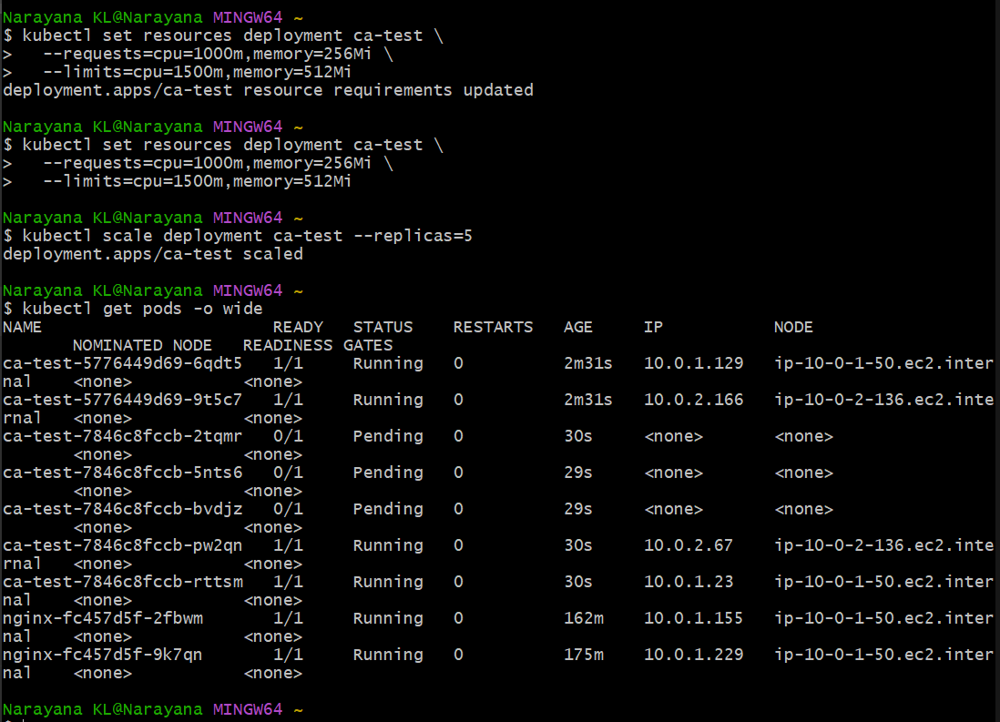 Narayana KL@Narayana MINGW64 ~
$ kubectl set resources deployment ca-test \
>   --requests=cpu=1000m,memory=256Mi \
>   --limits=cpu=1500m,memory=512Mi
deployment.apps/ca-test resource requirements updated

Narayana KL@Narayana MINGW64 ~
$ kubectl set resources deployment ca-test \
>   --requests=cpu=1000m,memory=256Mi \
>   --limits=cpu=1500m,memory=512Mi

Narayana KL@Narayana MINGW64 ~
$ kubectl scale deployment ca-test --replicas=5
deployment.apps/ca-test scaled

Narayana KL@Narayana MINGW64 ~
$ kubectl get pods -o wide
NAME                       READY   STATUS    RESTARTS   AGE     IP           NODE
       NOMINATED NODE   READINESS GATES
ca-test-5776449d69-6qdt5   1/1     Running   0          2m31s   10.0.1.129   ip-10-0-1-50.ec2.inter
nal    <none>           <none>
ca-test-5776449d69-9t5c7   1/1     Running   0          2m31s   10.0.2.166   ip-10-0-2-136.ec2.inte
rnal   <none>           <none>
ca-test-7846c8fccb-2tqmr   0/1     Pending   0          30s     <none>       <none>
       <none>           <none>
ca-test-7846c8fccb-5nts6   0/1     Pending   0          29s     <none>       <none>
       <none>           <none>
ca-test-7846c8fccb-bvdjz   0/1     Pending   0          29s     <none>       <none>
       <none>           <none>
ca-test-7846c8fccb-pw2qn   1/1     Running   0          30s     10.0.2.67    ip-10-0-2-136.ec2.inte
rnal   <none>           <none>
ca-test-7846c8fccb-rttsm   1/1     Running   0          30s     10.0.1.23    ip-10-0-1-50.ec2.inter
nal    <none>           <none>
nginx-fc457d5f-2fbwm       1/1     Running   0          162m    10.0.1.155   ip-10-0-1-50.ec2.inter
nal    <none>           <none>
nginx-fc457d5f-9k7qn       1/1     Running   0          175m    10.0.1.229   ip-10-0-1-50.ec2.inter
nal    <none>           <none>

Narayana KL@Narayana MINGW64 ~